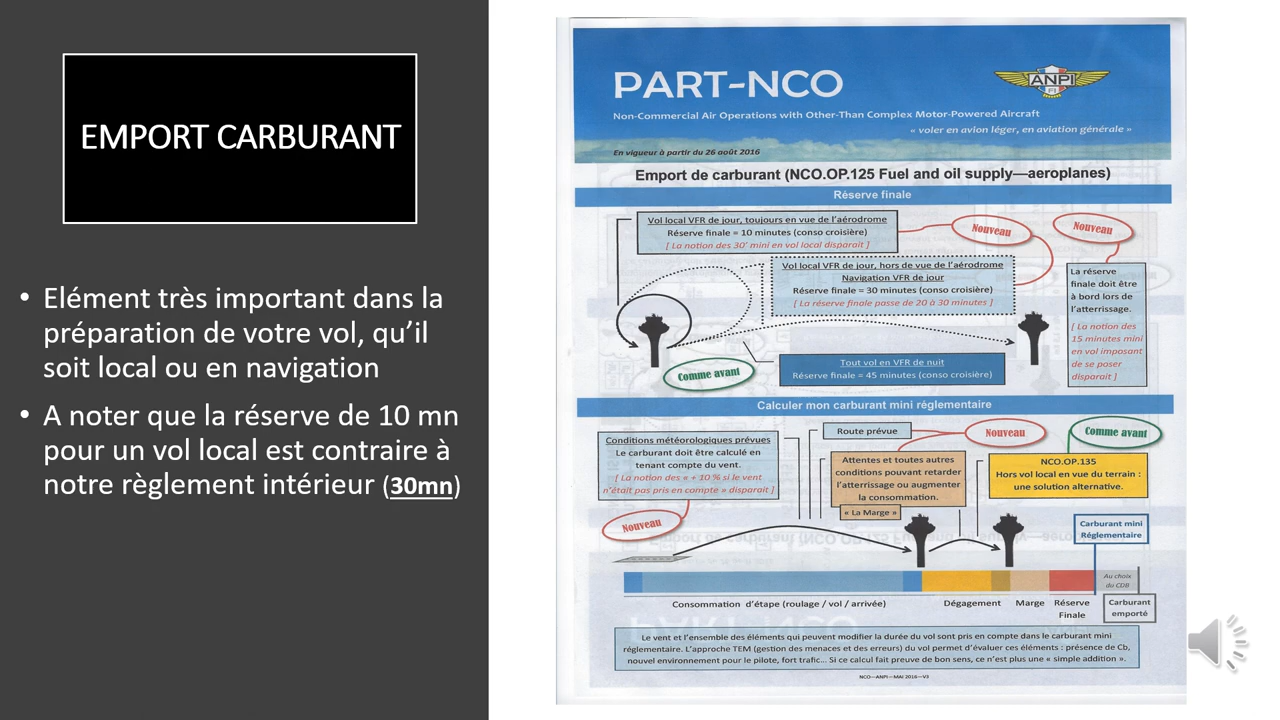 EMPORT CARBURANT
• Elément très important dans la
préparation de votre vol, qu’il
soit local ou en navigation
• A noter que la réserve de 10 mn
pour un vol local est contraire à
notre règlement intérieur (30mn)
PART-NCO
ANPI
Non-Commercial Air Operations with Other-Than Complex Motor-Powered Aircraft
« voler en avion léger, en aviation générale »
En vigueur à partir du 26 août 2016
Emport de carburant (NCO.OP.125 Fuel and oil supply—aeroplanes)
Réserve finale
Vol local VFR de jour, toujours en vue de l’aérodrome
Réserve finale = 10 minutes (conso croisière)
[ La notion des 30’ mini en vol local disparait ]
Nouveau
Nouveau
Vol local VFR de jour, hors de vue de l’aérodrome
Navigation VFR de jour
Réserve finale = 30 minutes (conso croisière)
[ La réserve finale passe de 20 à 30 minutes ]
La réserve
finale doit être
à bord lors de
l’atterrissage.
[ La notion des
15 minutes mini
en vol imposant
de se poser
disparait ]
Comme avant
Tout vol en VFR de nuit
Réserve finale = 45 minutes (conso croisière)
Calculer mon carburant mini réglementaire
Conditions météorologiques prévues
Le carburant doit être calculé en
tenant compte du vent.
[ La notion des « + 10 % si le vent
n’était pas pris en compte » disparait ]
Nouveau
Route prévue
Nouveau
Comme avant
Attentes et toutes autres
conditions pouvant retarder
l’atterrissage ou augmenter
la consommation.
« La Marge »
NCO.OP.135
Hors vol local en vue du terrain :
une solution alternative.
Carburant mini
Réglementaire
Au choix
du CDB
Consommation d’étape (roulage / vol / arrivée)
Dégagement
Marge
Réserve
Finale
Carburant
emporté
Le vent et l’ensemble des éléments qui peuvent modifier la durée du vol sont pris en compte dans le carburant mini
réglementaire. L’approche TEM (gestion des menaces et des erreurs) du vol permet d’évaluer ces éléments : présence de Cb,
nouvel environnement pour le pilote, fort trafic... Si ce calcul fait preuve de bon sens, ce n’est plus une « simple addition ».
NCO—ANPI—MAI 2016—V3